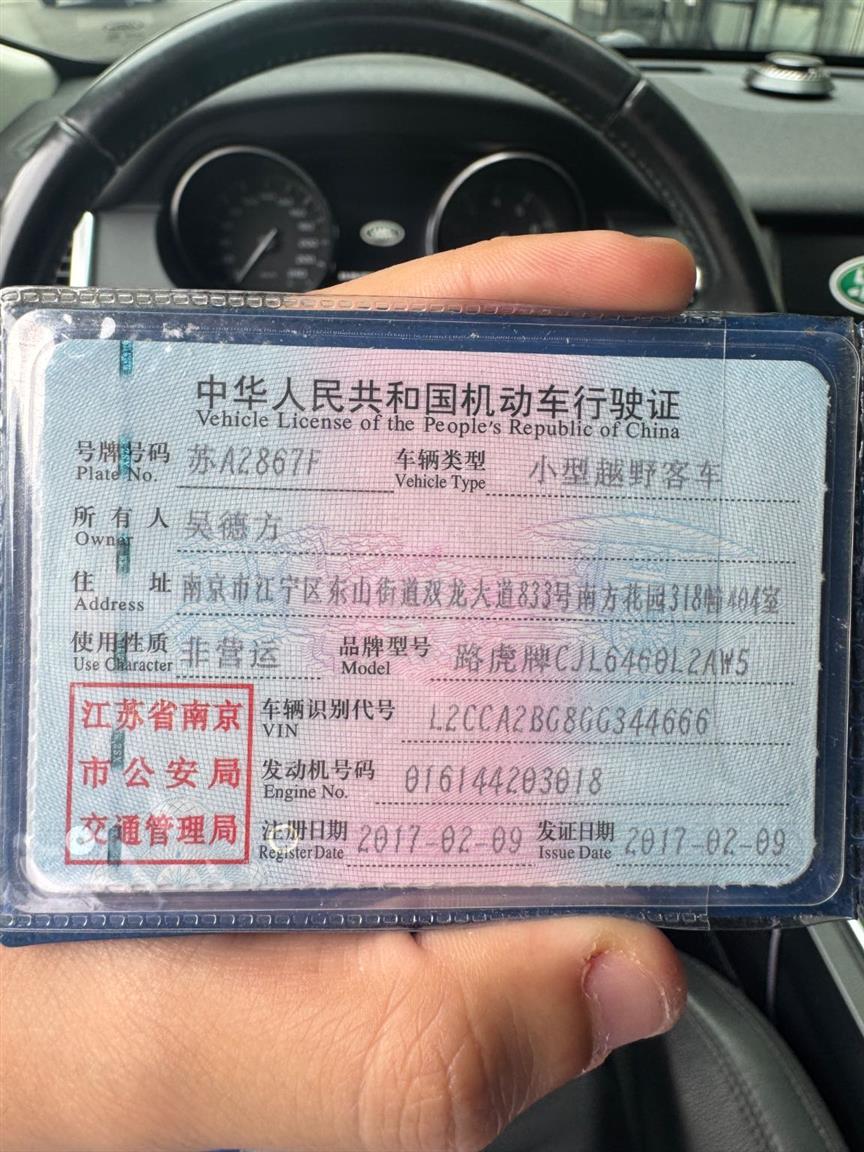 中华人民共和国机动车行驶证
Vehicle License of the People's Republic of China
号牌号码 苏A2867F 车辆类型 小型越野客车
Plate No. Vehicle Type
所有人 吴德方
Owner
住址 南京市江宁区东山街道双龙大道833号南方花园318幢404室
Address
使用性质 非营运 品牌型号 路虎牌CJL6460L2AW5
Use Character Model
江苏省南京
市公安局
交通管理局
车辆识别代号 L2CCA2BG8GG344666
VIN
发动机号码 016144203018
Engine No.
注册日期 2017-02-09 发证日期 2017-02-09
Register Date Issue Date